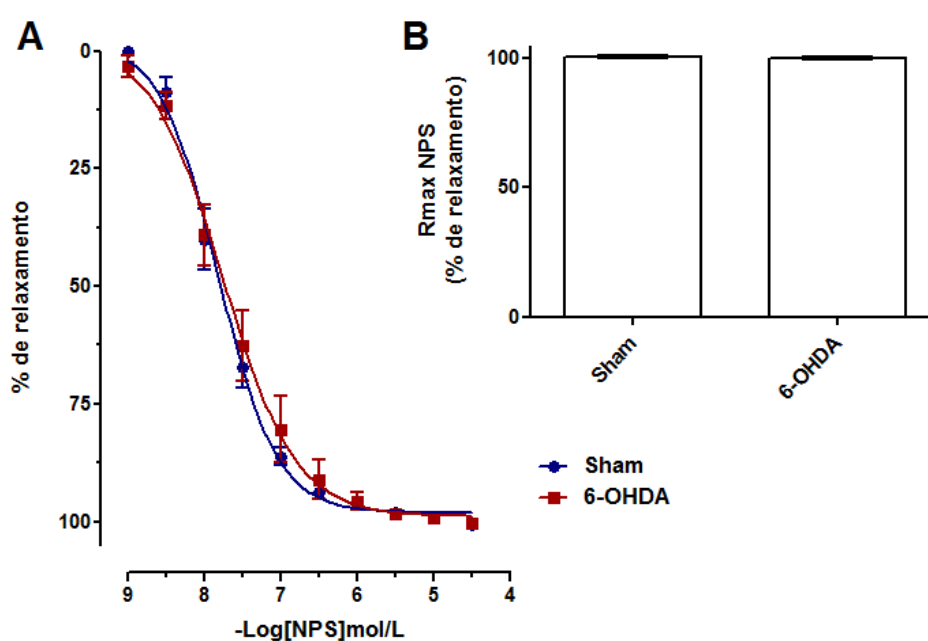 A
% de relaxamento
0
25
50
75
100
9
8
7
6
5
4
-Log[NPS]mol/L
B
Rmax NPS
(% de relaxamento)
100
50
0
Sham
6-OHDA
Sham
6-OHDA